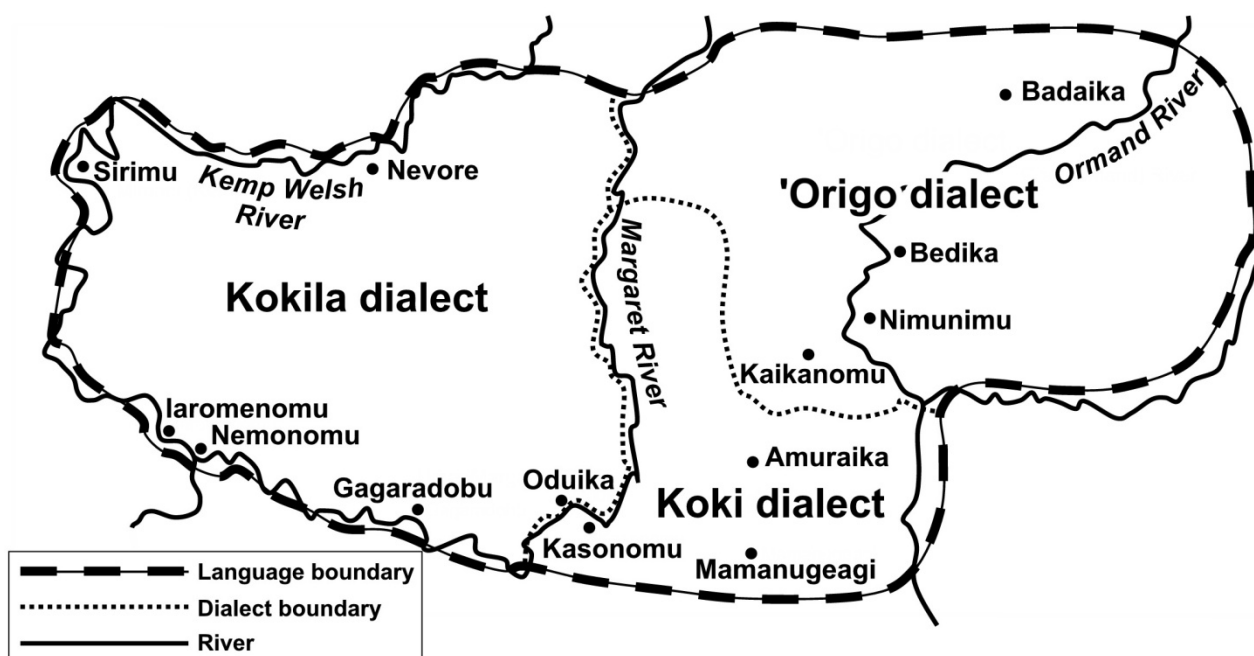 Badaika
Ormand River
Sirimu
Kemp Welsh
River
Nevore
'Origo dialect
Margaret River
Bedika
Kokila dialect
Nimunimu
Kaikanomu
Iaromenomu
Nemonomu
Amuraika
Gagaradobu
Oduika
Koki dialect
Kasonomu
Mamanugeagi
Language boundary
Dialect boundary
River